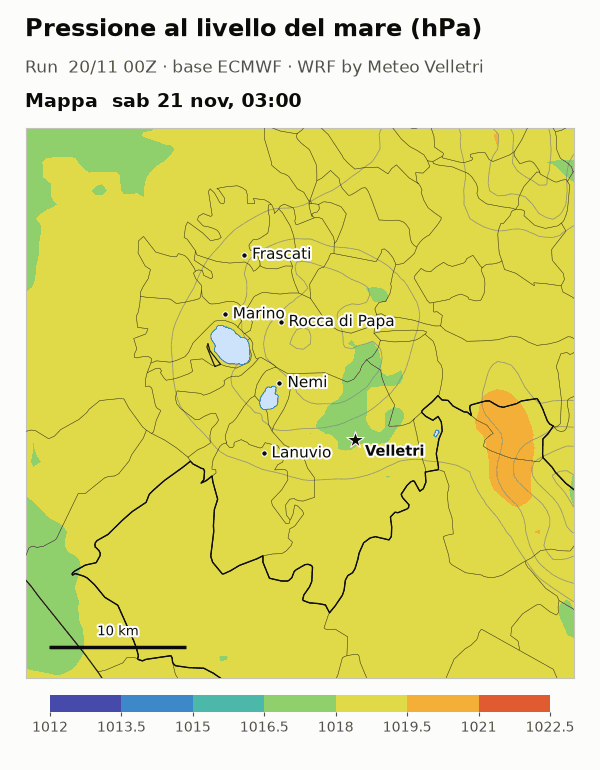 Pressione al livello del mare (hPa)
Run 20/11 00Z · base ECMWF · WRF by Meteo Velletri
Mappa sab 21 nov, 03:00
Frascati
Marino
Rocca di Papa
Nemi
Velletri
Lanuvio
10 km
1012 1013.5 1015 1016.5 1018 1019.5 1021 1022.5